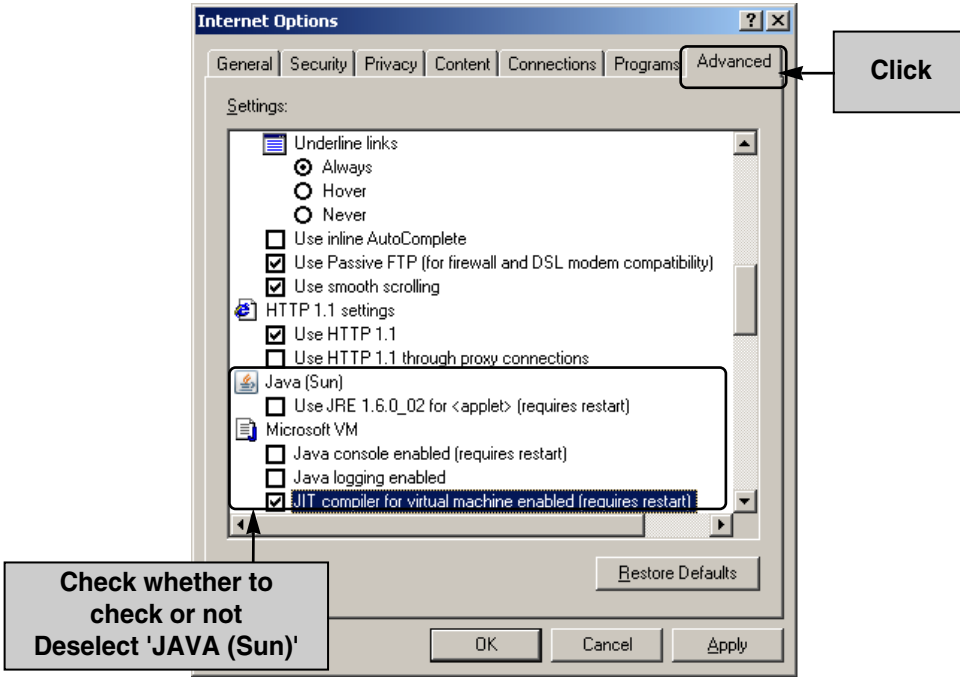 Internet Options
General Security Privacy Content Connections Programs Advanced
Click
Settings:
Underline links
Always
Hover
Never
Use inline AutoComplete
Use Passive FTP (for firewall and DSL modem compatibility)
Use smooth scrolling
HTTP 1.1 settings
Use HTTP 1.1
Use HTTP 1.1 through proxy connections
Java (Sun)
Use JRE 1.6.0_02 for <applet> (requires restart)
Microsoft VM
Java console enabled (requires restart)
Java logging enabled
JIT compiler for virtual machine enabled (requires restart)
Restore Defaults
Check whether to
check or not
Deselect 'JAVA (Sun)'
OK Cancel Apply